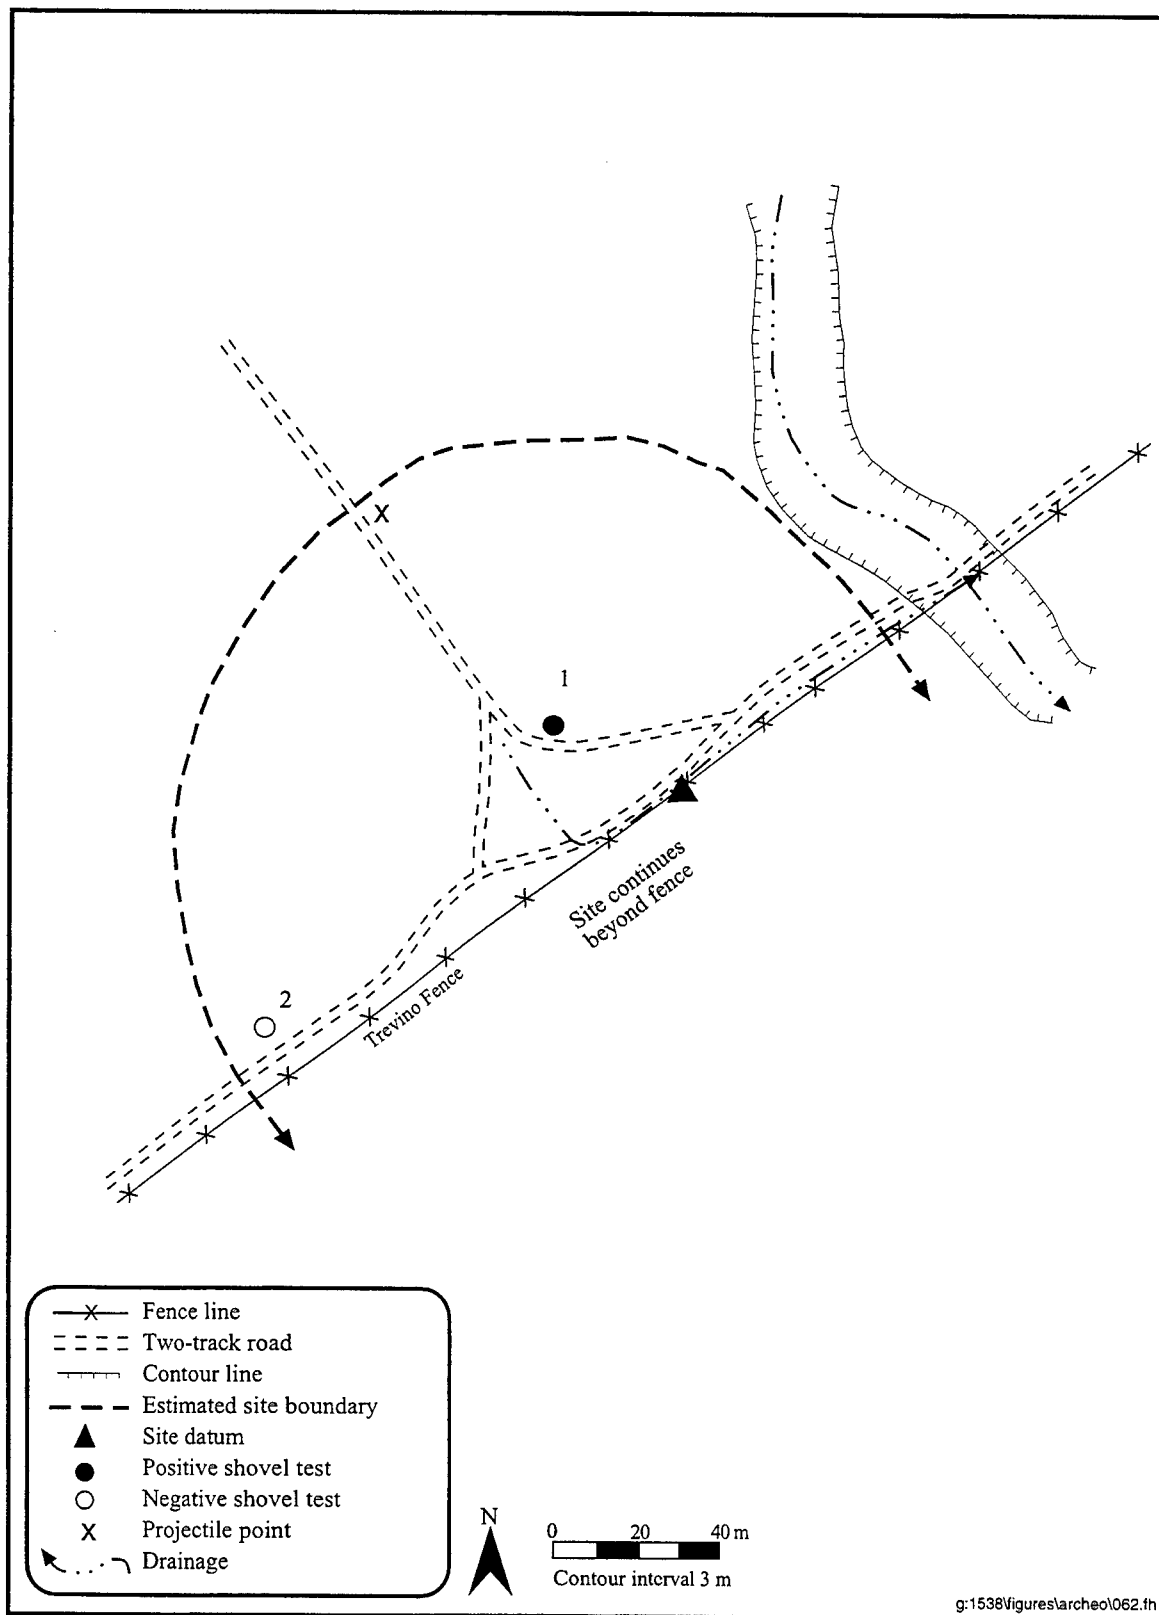 X
1
Site continues
beyond fence
2
Trevino Fence
Fence line
Two-track road
Contour line
Estimated site boundary
Site datum
Positive shovel test
Negative shovel test
X Projectile point
Drainage
N
0 20 40 m
Contour interval 3 m
g:1538\figures\archeo\062.fh